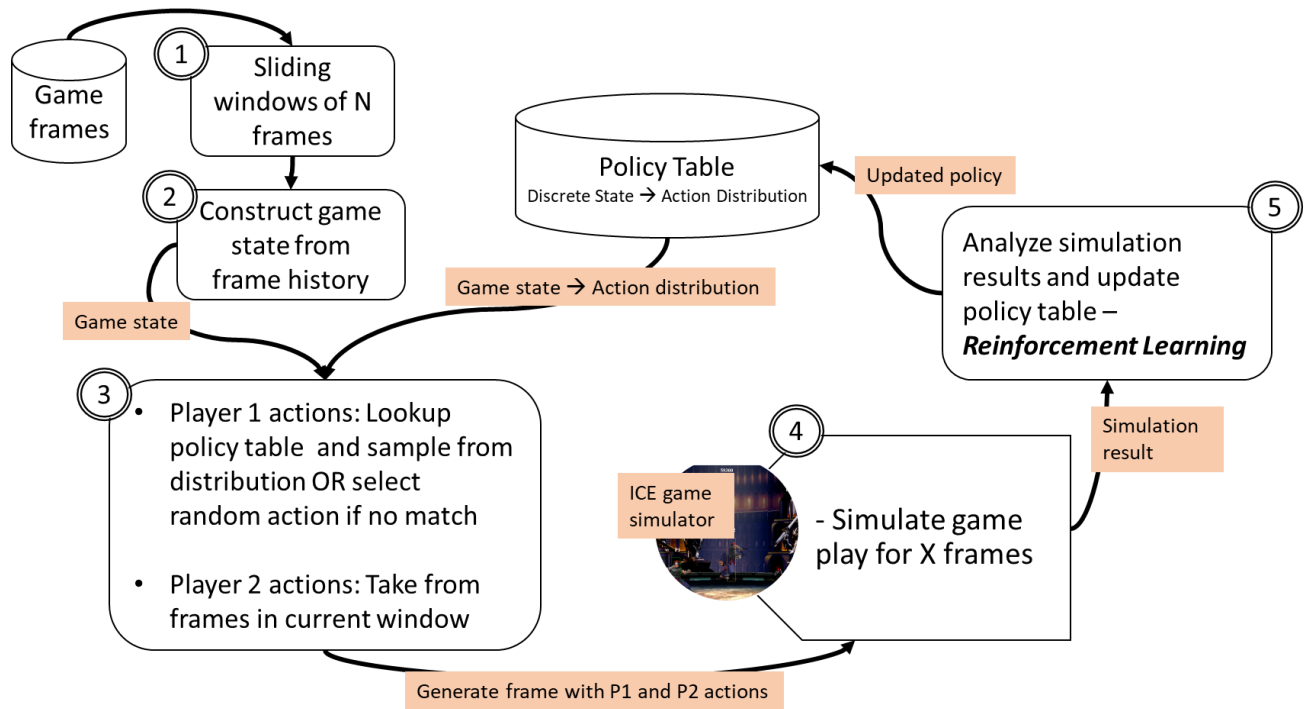 Game
frames
1
Sliding
windows of N
frames
2
Construct game
state from
frame history
Game state
Policy Table
Discrete State → Action Distribution
Game state → Action distribution
Updated policy
5
Analyze simulation
results and update
policy table –
Reinforcement Learning
3
• Player 1 actions: Lookup
policy table and sample from
distribution OR select
random action if no match
• Player 2 actions: Take from
frames in current window
4
ICE game
simulator
- Simulate game
play for X frames
Simulation
result
Generate frame with P1 and P2 actions